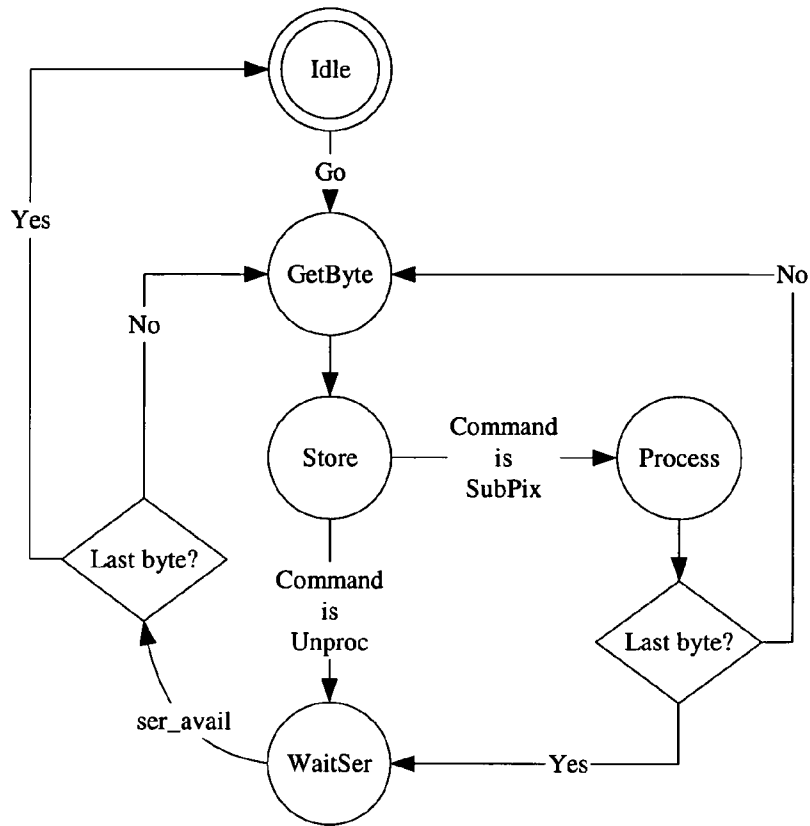 Idle
Go
Yes
GetByte
No
No
Store
Command
is
SubPix
Process
Last byte?
Command
is
Unproc
Last byte?
ser_avail
WaitSer
Yes